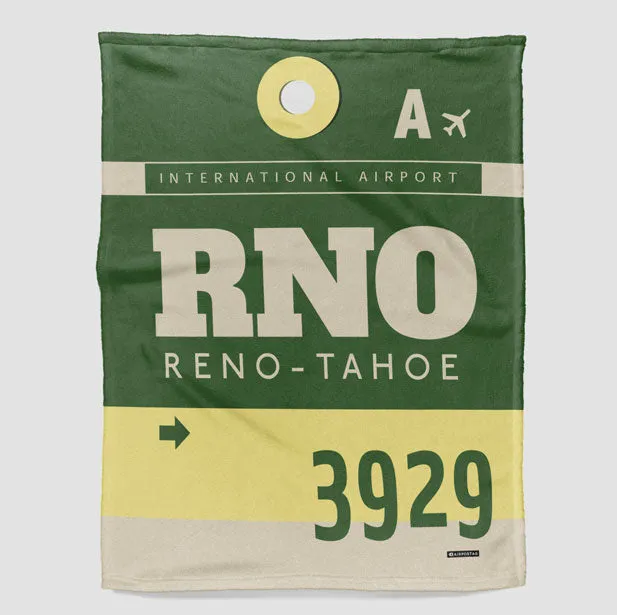 A
INTERNATIONAL AIRPORT
RNO
RENO-TAHOE
3929
AIRPORTAG